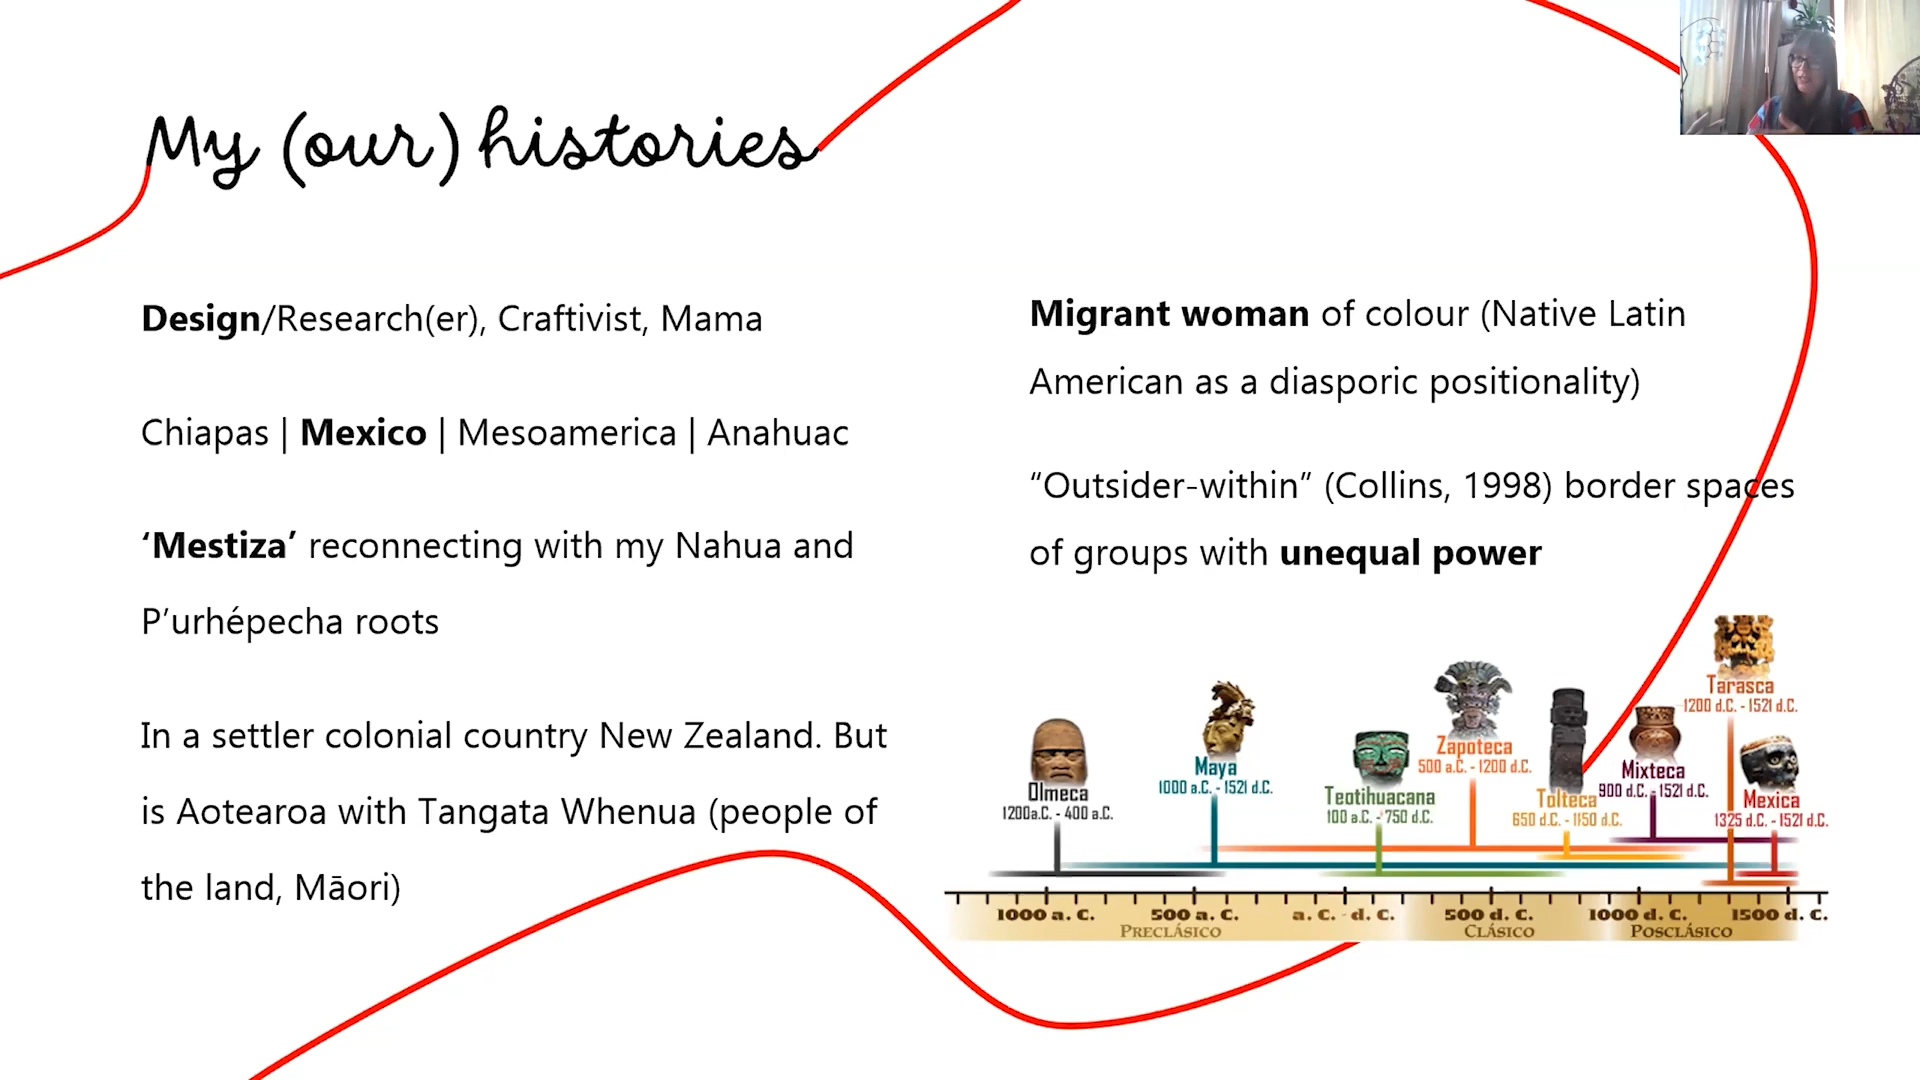 My (our) histories
Design/Research(er), Craftivist, Mama
Chiapas | Mexico | Mesoamerica | Anahuac
‘Mestiza’ reconnecting with my Nahua and
P’urhépecha roots
In a settler colonial country New Zealand. But
is Aotearoa with Tangata Whenua (people of
the land, Māori)
Migrant woman of colour (Native Latin
American as a diasporic positionality)
“Outsider-within” (Collins, 1998) border spaces
of groups with unequal power
Olmeca
1200a.C. - 400 a.C.
Maya
1000 a.C. - 1521 d.C.
Teotihuacana
100 a.C. - 750 d.C.
Zapoteca
500 a.C. - 1200 d.C.
Tolteca
650 d.C. - 1150 d.C.
Mixteca
900 d.C. - 1521 d.C.
Tarasca
1200 d.C. - 1521 d.C.
Mexica
1325 d.C. - 1521 d.C.
1000 a. C. 500 a. C. a. C. - d. C. 500 d. C. 1000 d. C. 1500 d. C.
PRECLÁSICO CLÁSICO POSCLÁSICO